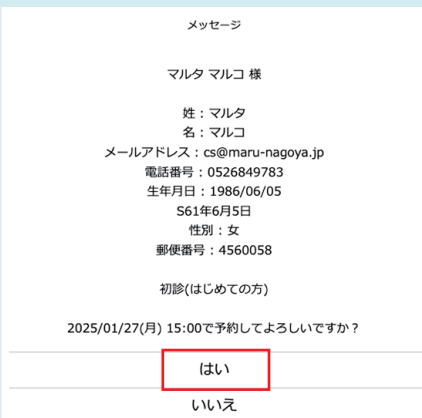 メッセージ
マルタ マルコ 様
姓：マルタ
名：マルコ
メールアドレス：cs@maru-nagoya.jp
電話番号：0526849783
生年月日：1986/06/05
S61年6月5日
性別：女
郵便番号：4560058
初診(はじめての方)
2025/01/27(月) 15:00で予約してよろしいですか？
はい
いいえ